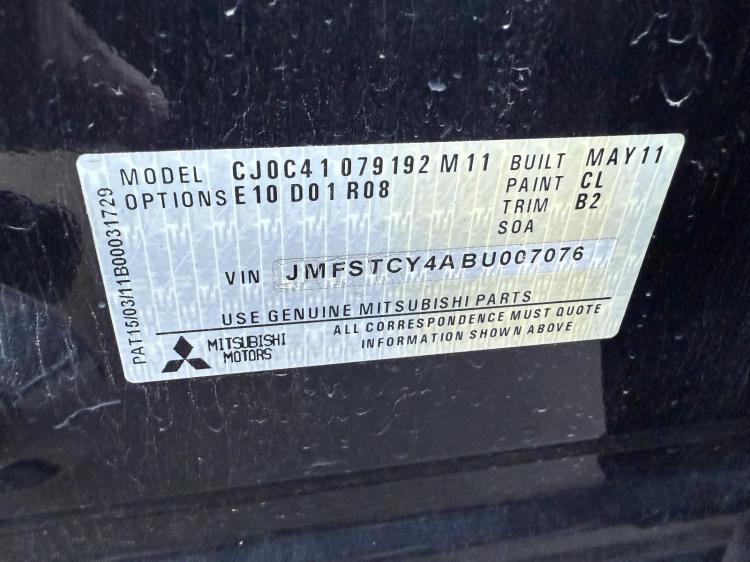 MODEL CJ0C41 079192 M11 BUILT MAY11
OPTIONS E10 D01 R08 PAINT CL
TRIM B2
SOA
VIN JMFSTCY4ABU007076
USE GENUINE MITSUBISHI PARTS
ALL CORRESPONDENCE MUST QUOTE
INFORMATION SHOWN ABOVE
MITSUBISHI
MOTORS
PAT15/03/11B00031729